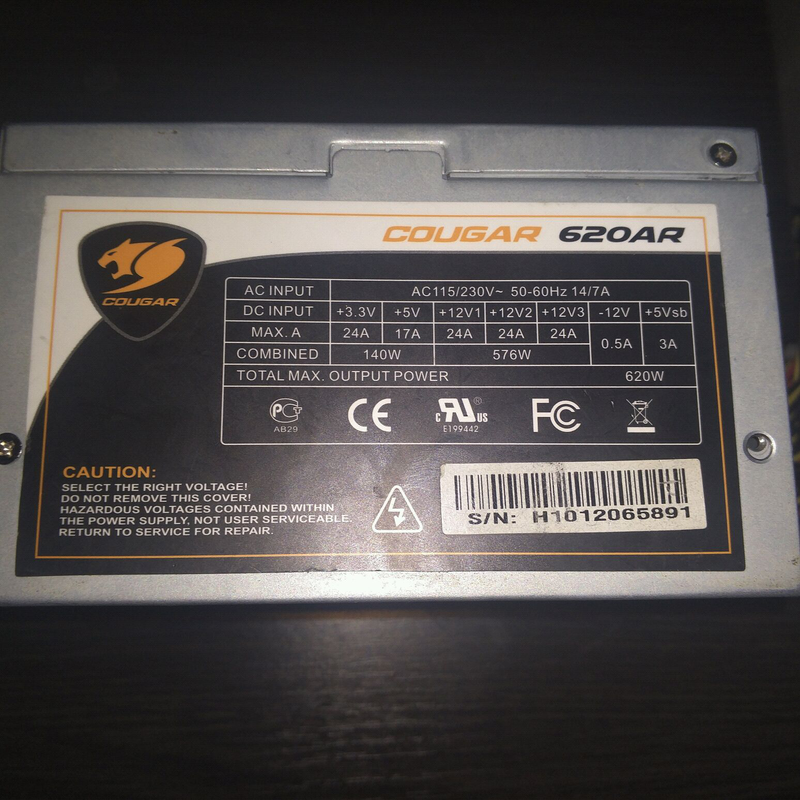 COUGAR 620AR
COUGAR
AC INPUT AC115/230V~ 50-60Hz 14/7A
DC INPUT +3.3V +5V +12V1 +12V2 +12V3 -12V +5Vsb
MAX. A 24A 17A 24A 24A 24A 0.5A 3A
COMBINED 140W 576W
TOTAL MAX. OUTPUT POWER 620W
PCT CE c RU US ® FC
AB29 E199442
CAUTION:
SELECT THE RIGHT VOLTAGE!
DO NOT REMOVE THIS COVER!
HAZARDOUS VOLTAGES CONTAINED WITHIN
THE POWER SUPPLY, NOT USER SERVICEABLE.
RETURN TO SERVICE FOR REPAIR.
S/N: H1012065891